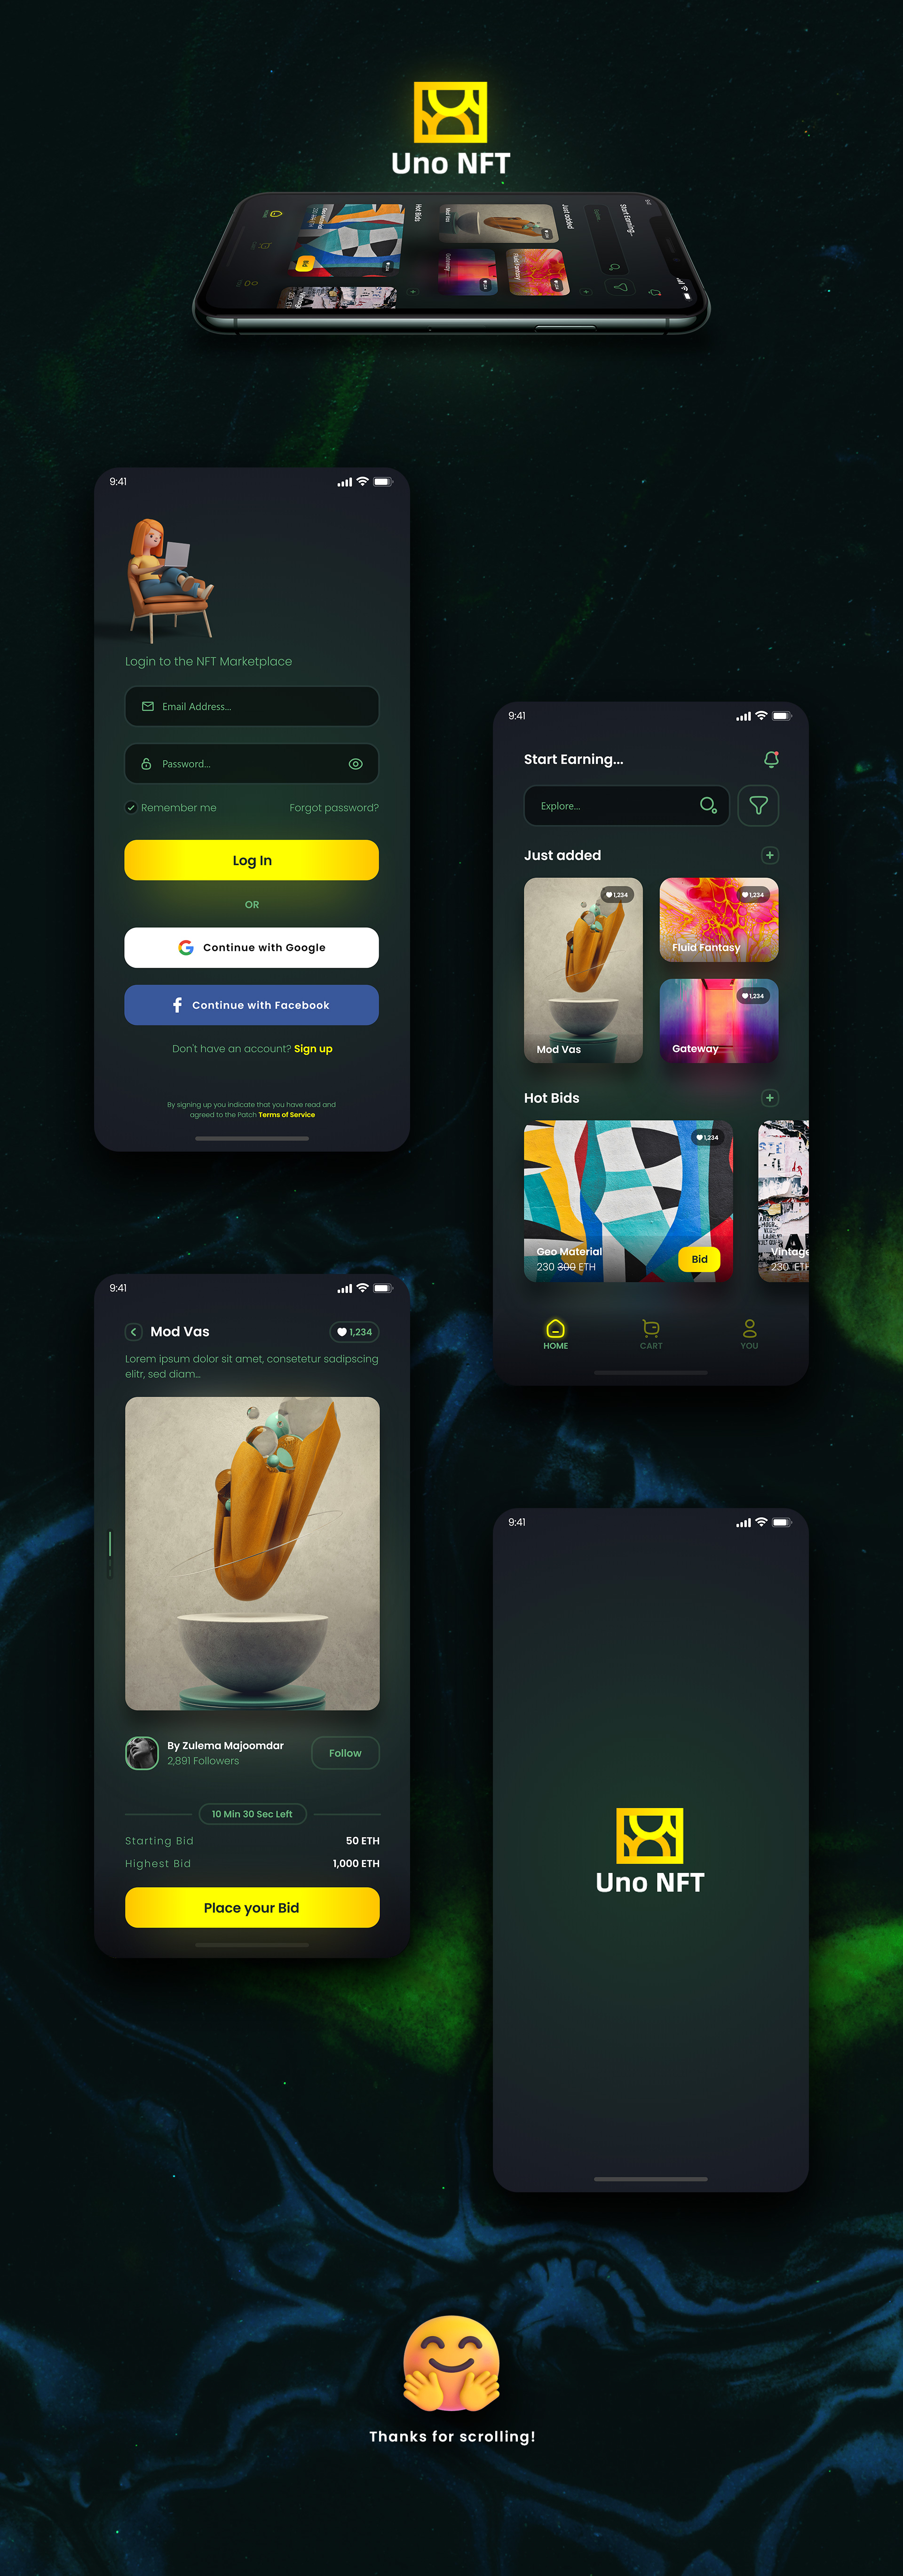 Uno NFT
Start Earning...
Just added
Hot Bids
9:41
Login to the NFT Marketplace
Email Address...
Password...
Remember me
Forgot password?
Log In
OR
Continue with Google
Continue with Facebook
Don't have an account? Sign up
By signing up you indicate that you have read and
agreed to the Patch Terms of Service
9:41
Start Earning...
Explore...
Just added
1,234
Mod Vas
1,234
Fluid Fantasy
1,234
Gateway
Hot Bids
1,234
Geo Material
230 300 ETH
Bid
Vintage
230 ETH
HOME
CART
YOU
9:41
Mod Vas
1,234
Lorem ipsum dolor sit amet, consetetur sadipscing
elitr, sed diam...
By Zulema Majoomdar
2,891 Followers
Follow
10 Min 30 Sec Left
Starting Bid
50 ETH
Highest Bid
1,000 ETH
Place your Bid
9:41
Uno NFT
Thanks for scrolling!